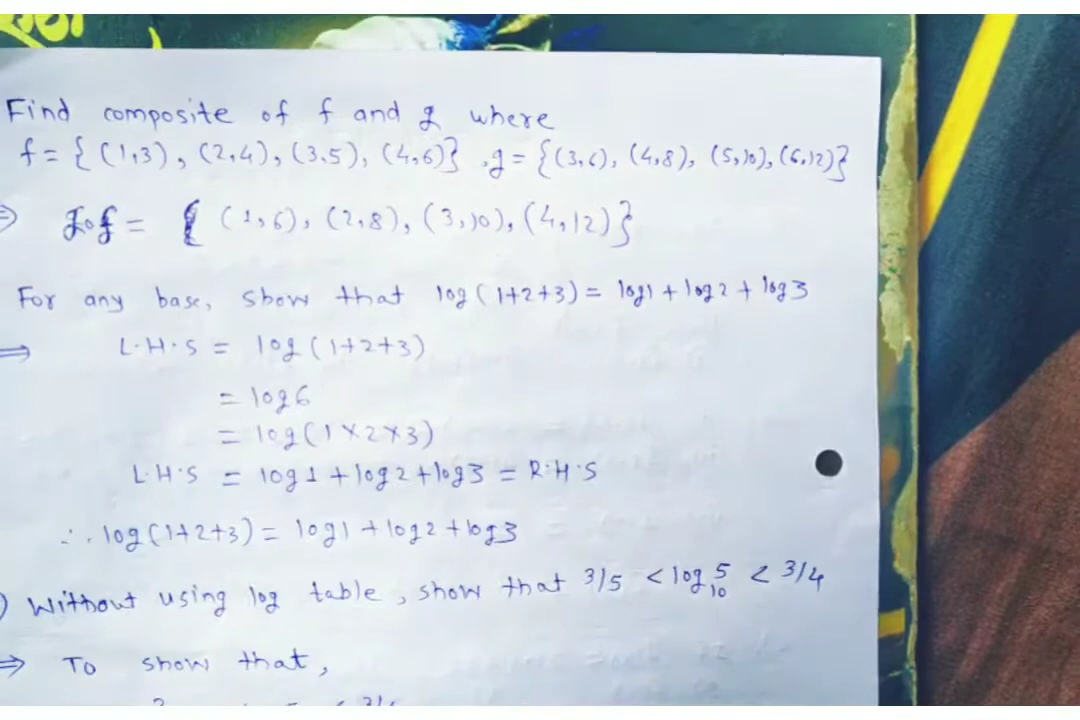 Find composite of f and g where
f = { (1,3), (2,4), (3,5), (4,6)} , g = {(3,6), (4,8), (5,10), (6,12)}
⇒ gof = { (1,6), (2,8), (3,10), (4,12)}
For any base, show that log(1+2+3) = log1 + log2 + log3
⇒ L.H.S = log(1+2+3)
= log6
= log(1×2×3)
L.H.S = log1 + log2 + log3 = R.H.S
∴ log(1+2+3) = log1 + log2 + log3
) Without using log table, show that 3/5 < log₁₀5 < 3/4
⇒ To show that,